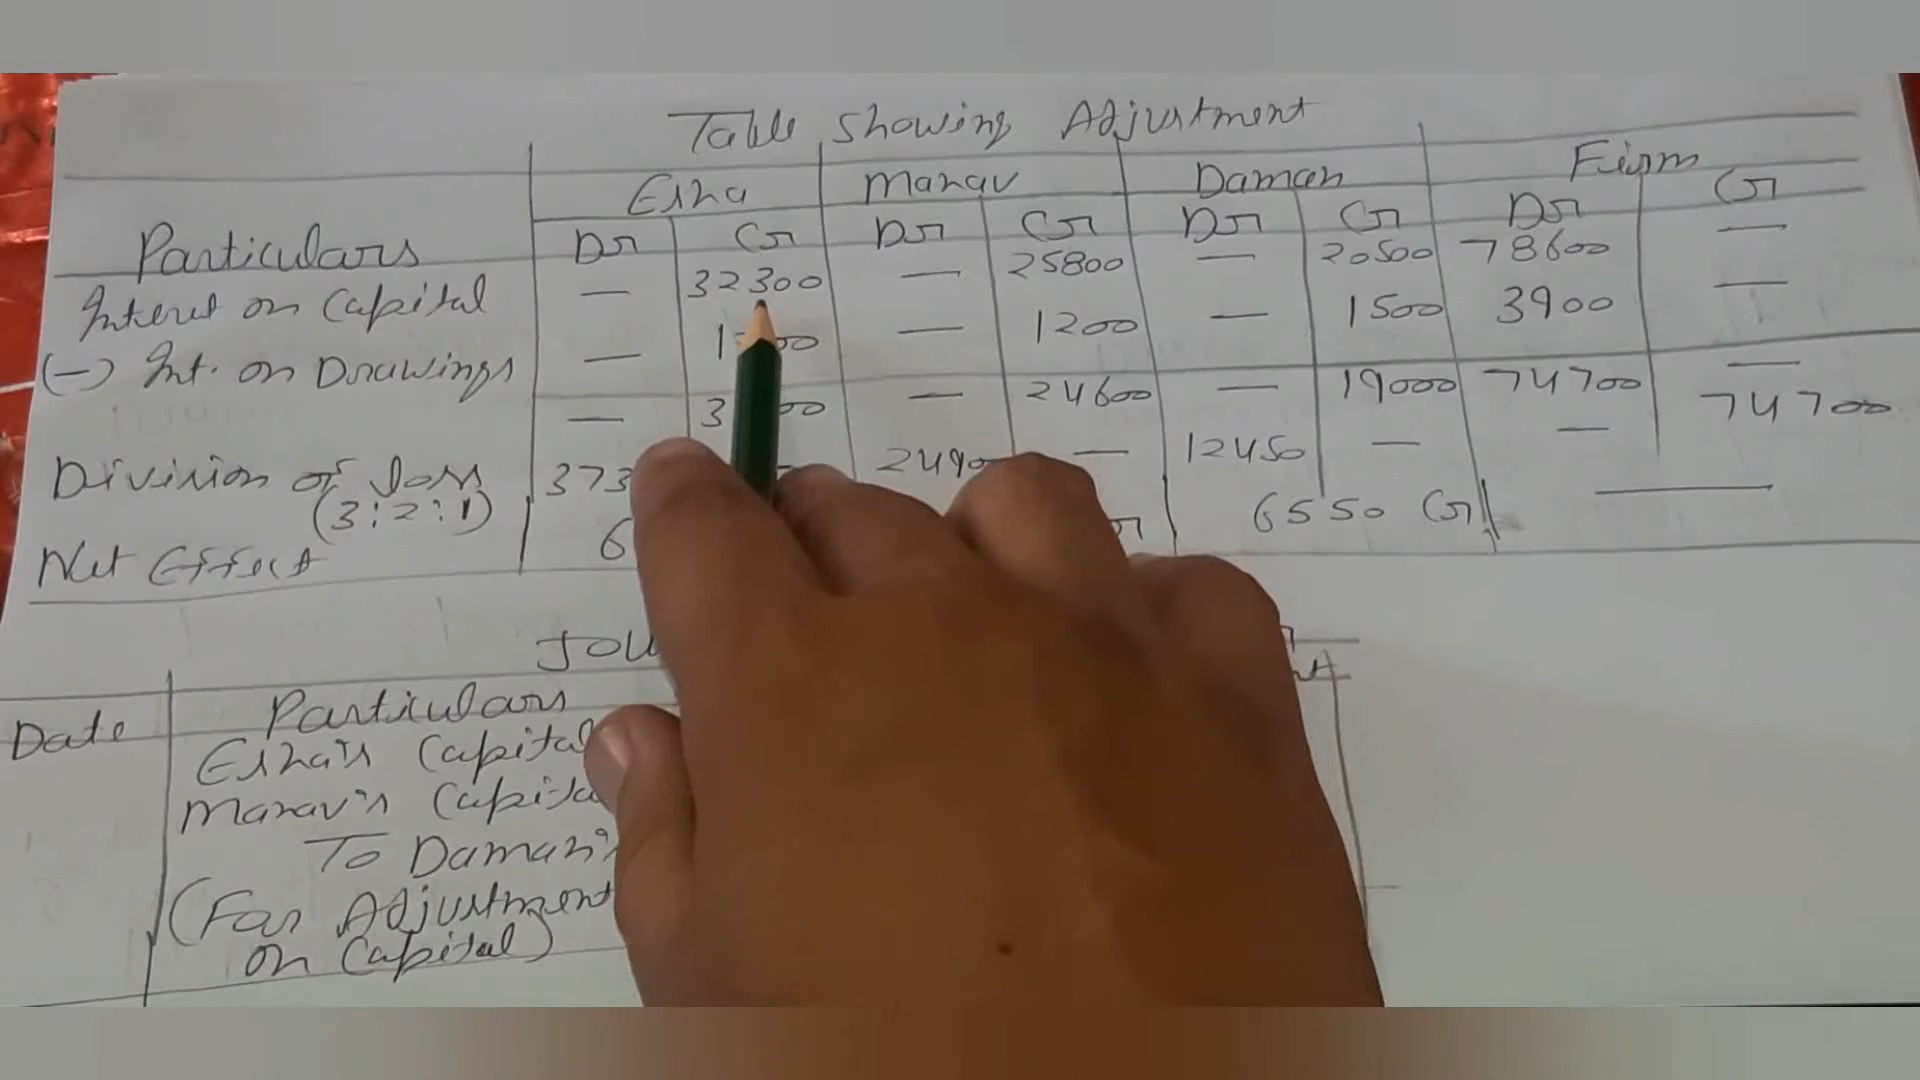 Table Showing Adjustment
Particulars Esha Manav Daman Firm
Dr Cr Dr Cr Dr Cr Dr Cr
Interest on Capital — 32300 — 25800 — 20500 78600 —
(-) Int. on Drawings — — 1200 — 1500 3900 —
— — 24600 — 19000 74700 —
Division of loss — 12450 — — 74700
(3:2:1)
Net Effect 6550 Cr
Date Particulars
Esha's Capital
Manav's Capital
To Daman's
(For Adjustment
on Capital)